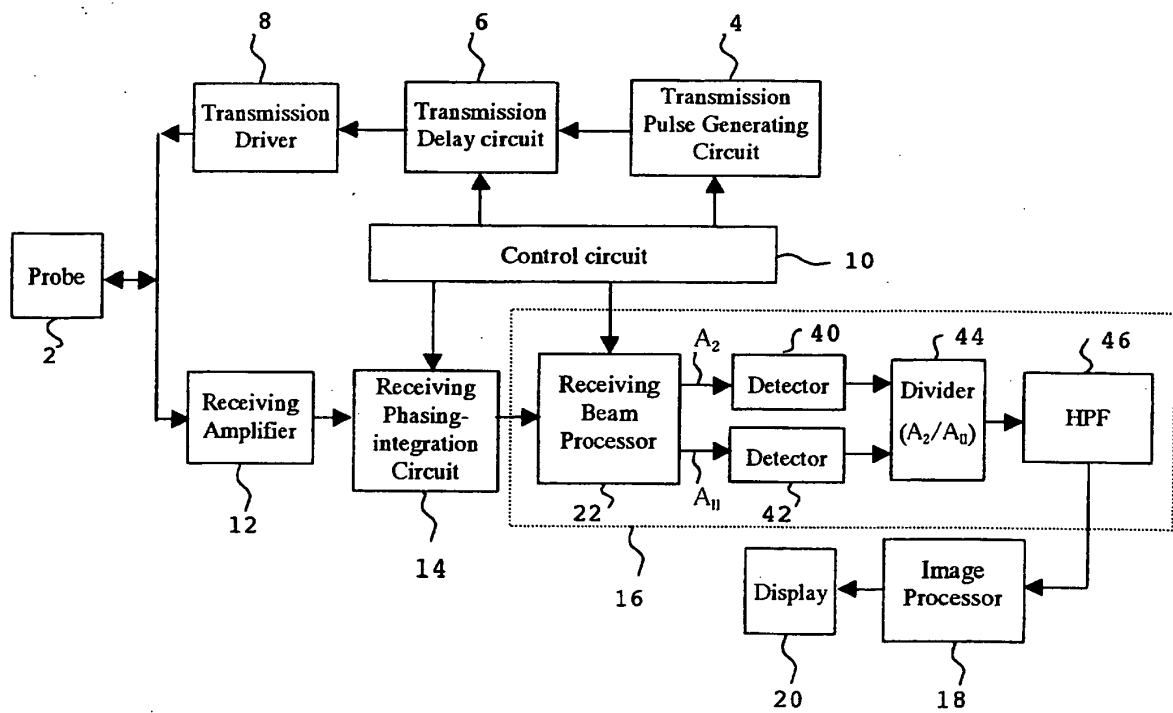 8
6
4
Transmission
Driver
Transmission
Delay circuit
Transmission
Pulse Generating
Circuit
Control circuit
10
Probe
2
A₂
40
44
46
Receiving
Amplifier
Receiving
Phasing-
integration
Circuit
Receiving
Beam
Processor
Detector
Divider
(A₂/A₀)
HPF
Detector
A₀
12
14
22
42
16
Display
Image
Processor
20
18